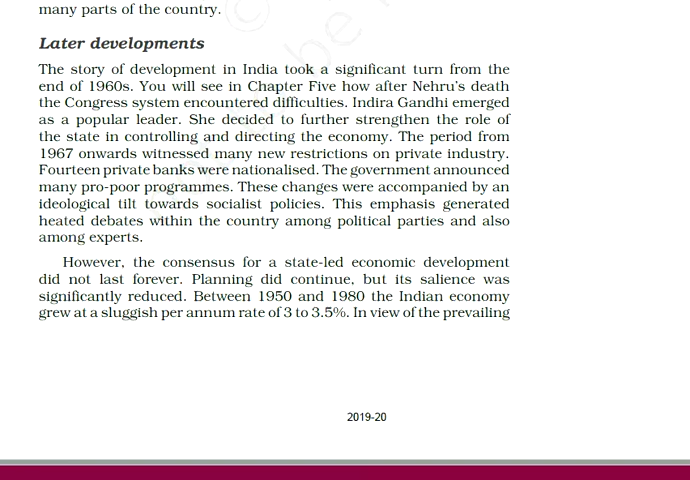 many parts of the country.
Later developments
The story of development in India took a significant turn from the
end of 1960s. You will see in Chapter Five how after Nehru's death
the Congress system encountered difficulties. Indira Gandhi emerged
as a popular leader. She decided to further strengthen the role of
the state in controlling and directing the economy. The period from
1967 onwards witnessed many new restrictions on private industry.
Fourteen private banks were nationalised. The government announced
many pro-poor programmes. These changes were accompanied by an
ideological tilt towards socialist policies. This emphasis generated
heated debates within the country among political parties and also
among experts.
However, the consensus for a state-led economic development
did not last forever. Planning did continue, but its salience was
significantly reduced. Between 1950 and 1980 the Indian economy
grew at a sluggish per annum rate of 3 to 3.5%. In view of the prevailing
2019-20